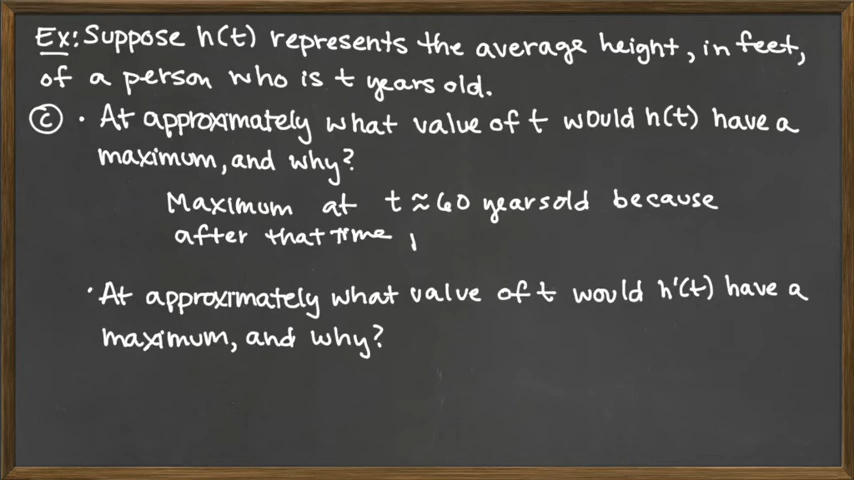 Ex: Suppose h(t) represents the average height, in feet,
of a person who is t years old.
(c) • At approximately what value of t would h(t) have a
maximum, and why?
Maximum at t ≈ 60 years old because
after that time
• At approximately what value of t would h'(t) have a
maximum, and why?